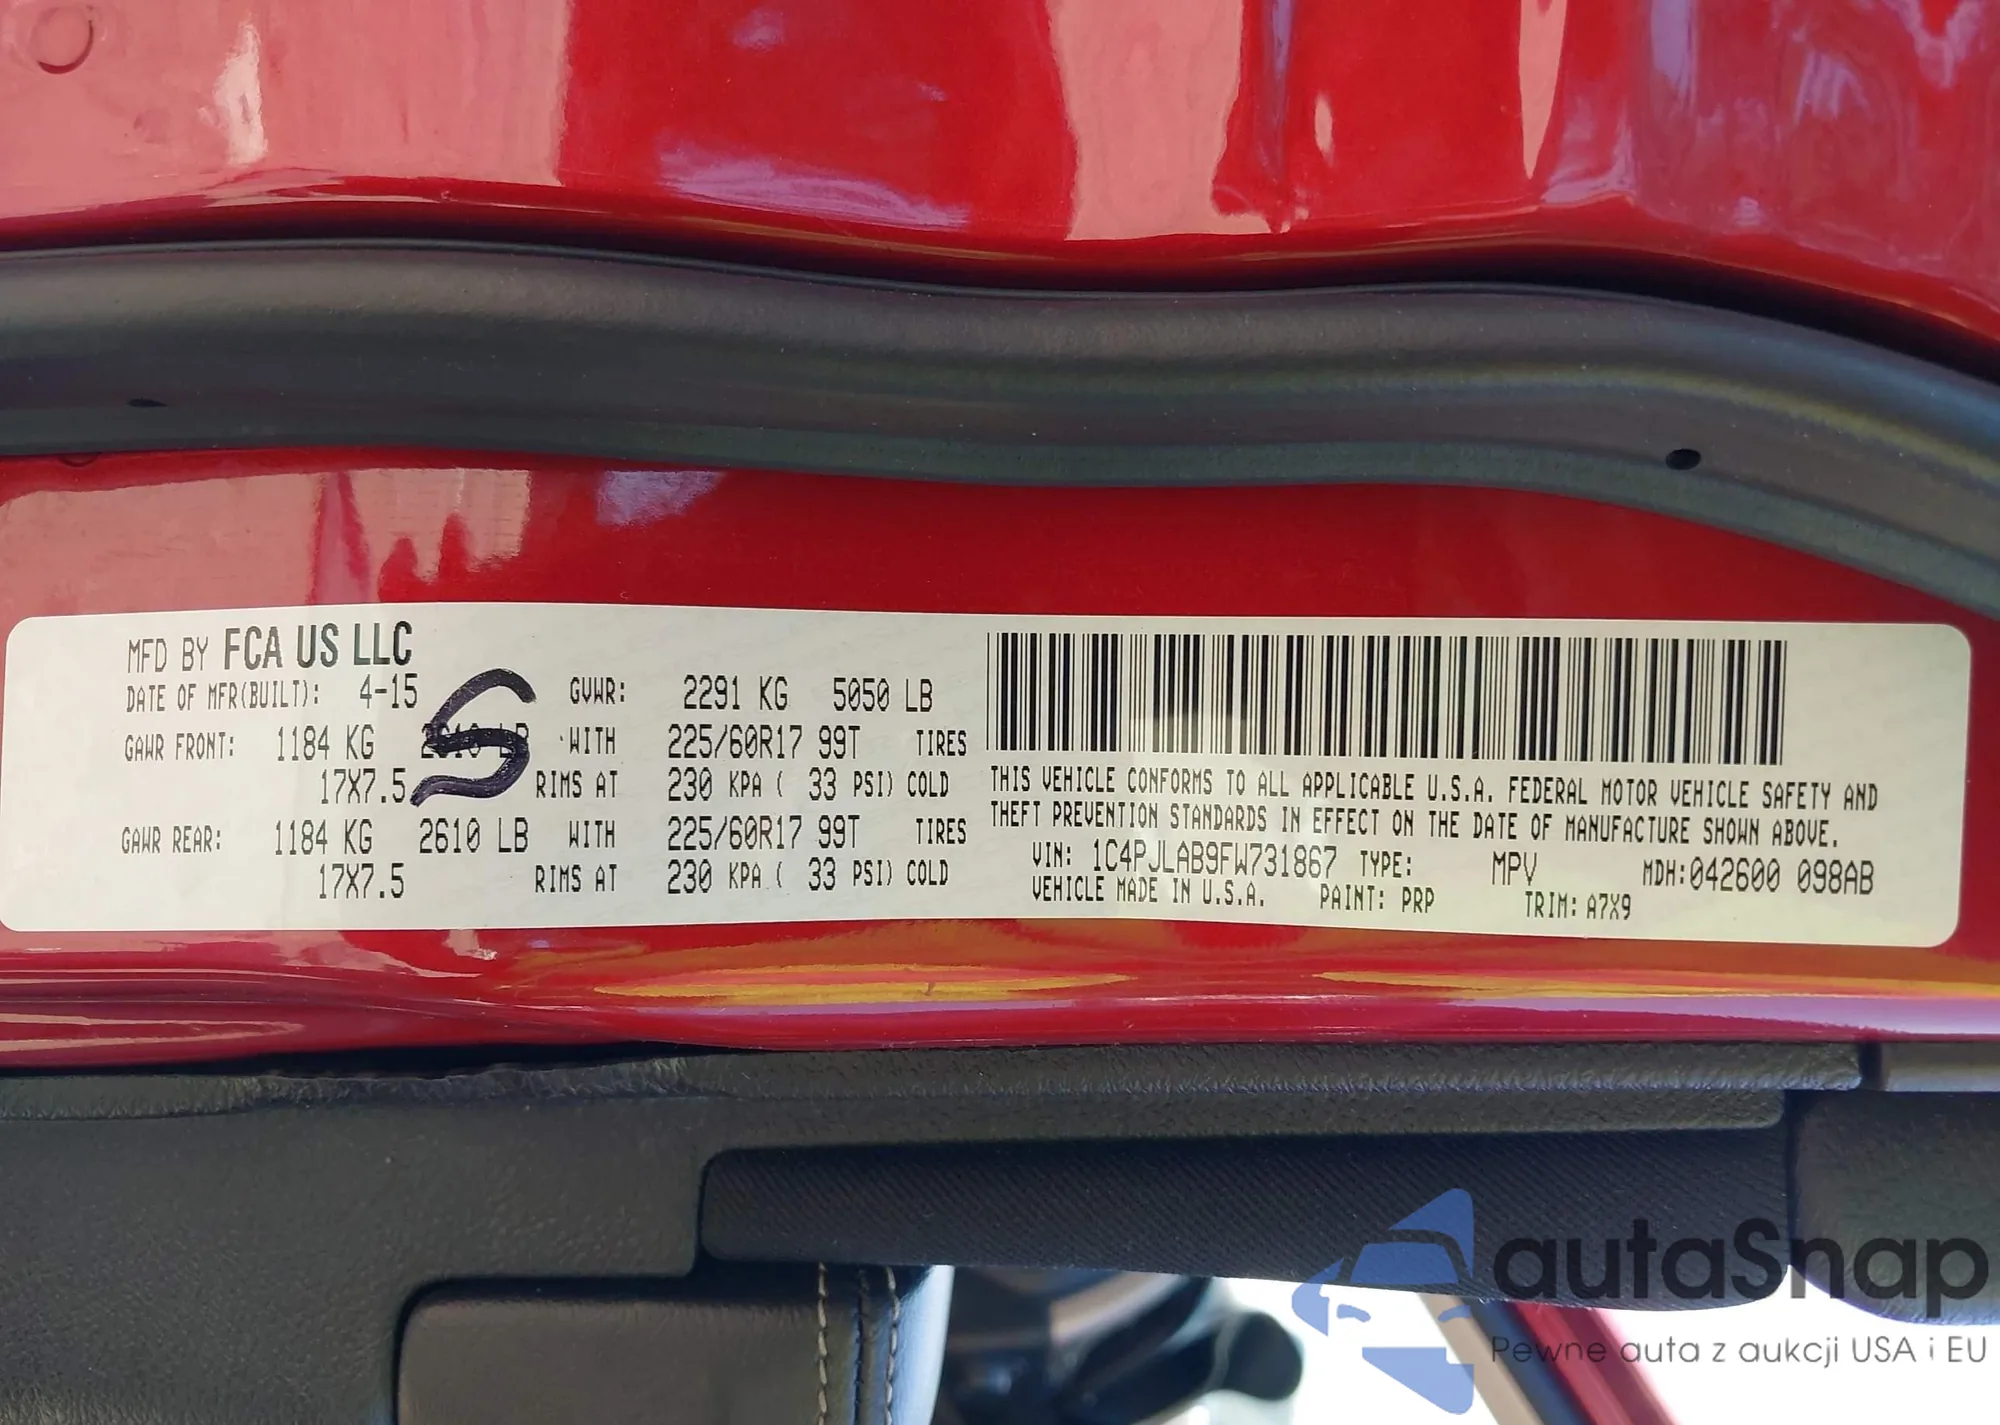 MFD BY FCA US LLC
DATE OF MFR(BUILT): 4-15 GVWR: 2291 KG 5050 LB
GAWR FRONT: 1184 KG 2610 LB WITH 225/60R17 99T TIRES
17X7.5 RIMS AT 230 KPA ( 33 PSI) COLD
GAWR REAR: 1184 KG 2610 LB WITH 225/60R17 99T TIRES
17X7.5 RIMS AT 230 KPA ( 33 PSI) COLD
S
THIS VEHICLE CONFORMS TO ALL APPLICABLE U.S.A. FEDERAL MOTOR VEHICLE SAFETY AND
THEFT PREVENTION STANDARDS IN EFFECT ON THE DATE OF MANUFACTURE SHOWN ABOVE.
VIN: 1C4PJLAB9FW731867 TYPE: MPV MDH:042600 098AB
VEHICLE MADE IN U.S.A. PAINT: PRP TRIM: A7X9
autaSnap
Pewne auta z aukcji USA i EU